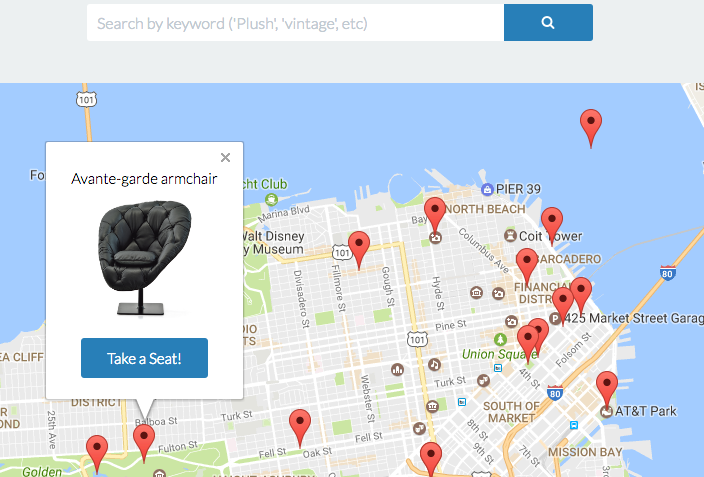 Search by keyword ('Plush', 'vintage', etc)
101
Avante-garde armchair
Take a Seat!
cht Club
Marina Blvd
Walt Disney
y Museum
101
PIER 39
Bay
NORTH BEACH
Columbus Ave
Coit Tower
BARCADERO
FINANCIAL
DISTR
80
Divisadero St
Fillmore St
Gough St
Hyde St
425 Market Street Garag
Pine St
101
Union Square
Folsom St
4th St
80
EA CLIFF
DISTRICT
25th Ave
Balboa St
Turk St
Turk St
Webster St
SOUTH OF
MARKET
AT&T Park
Fulton St
Fell St
Oak St
Fell St
9th St
8th St
MISSION BAY
Golden